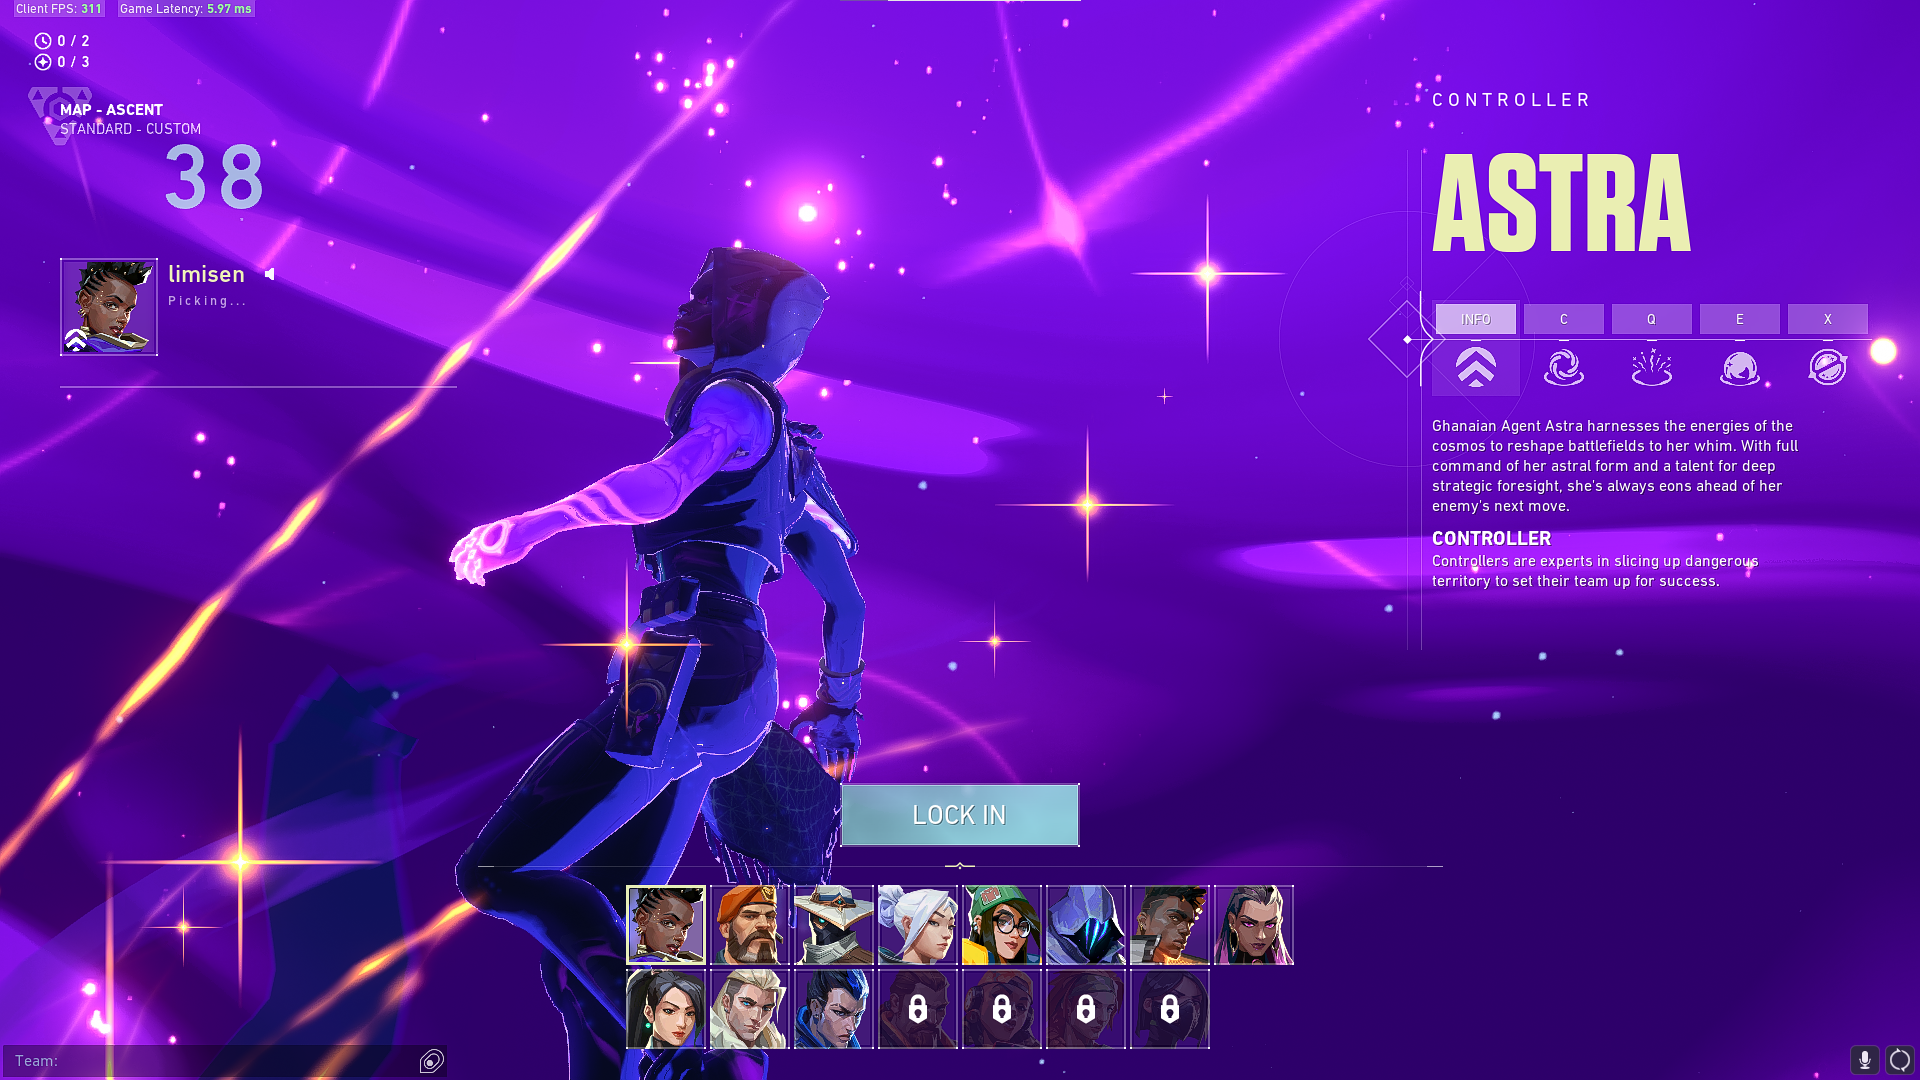 Client FPS: 311 Game Latency: 5.97 ms
0 / 2
0 / 3
MAP - ASCENT
STANDARD - CUSTOM
38
limisen
Picking...
CONTROLLER
ASTRA
INFO C Q E X
Ghanaian Agent Astra harnesses the energies of the
cosmos to reshape battlefields to her whim. With full
command of her astral form and a talent for deep
strategic foresight, she's always eons ahead of her
enemy's next move.
CONTROLLER
Controllers are experts in slicing up dangerous
territory to set their team up for success.
LOCK IN
Team: